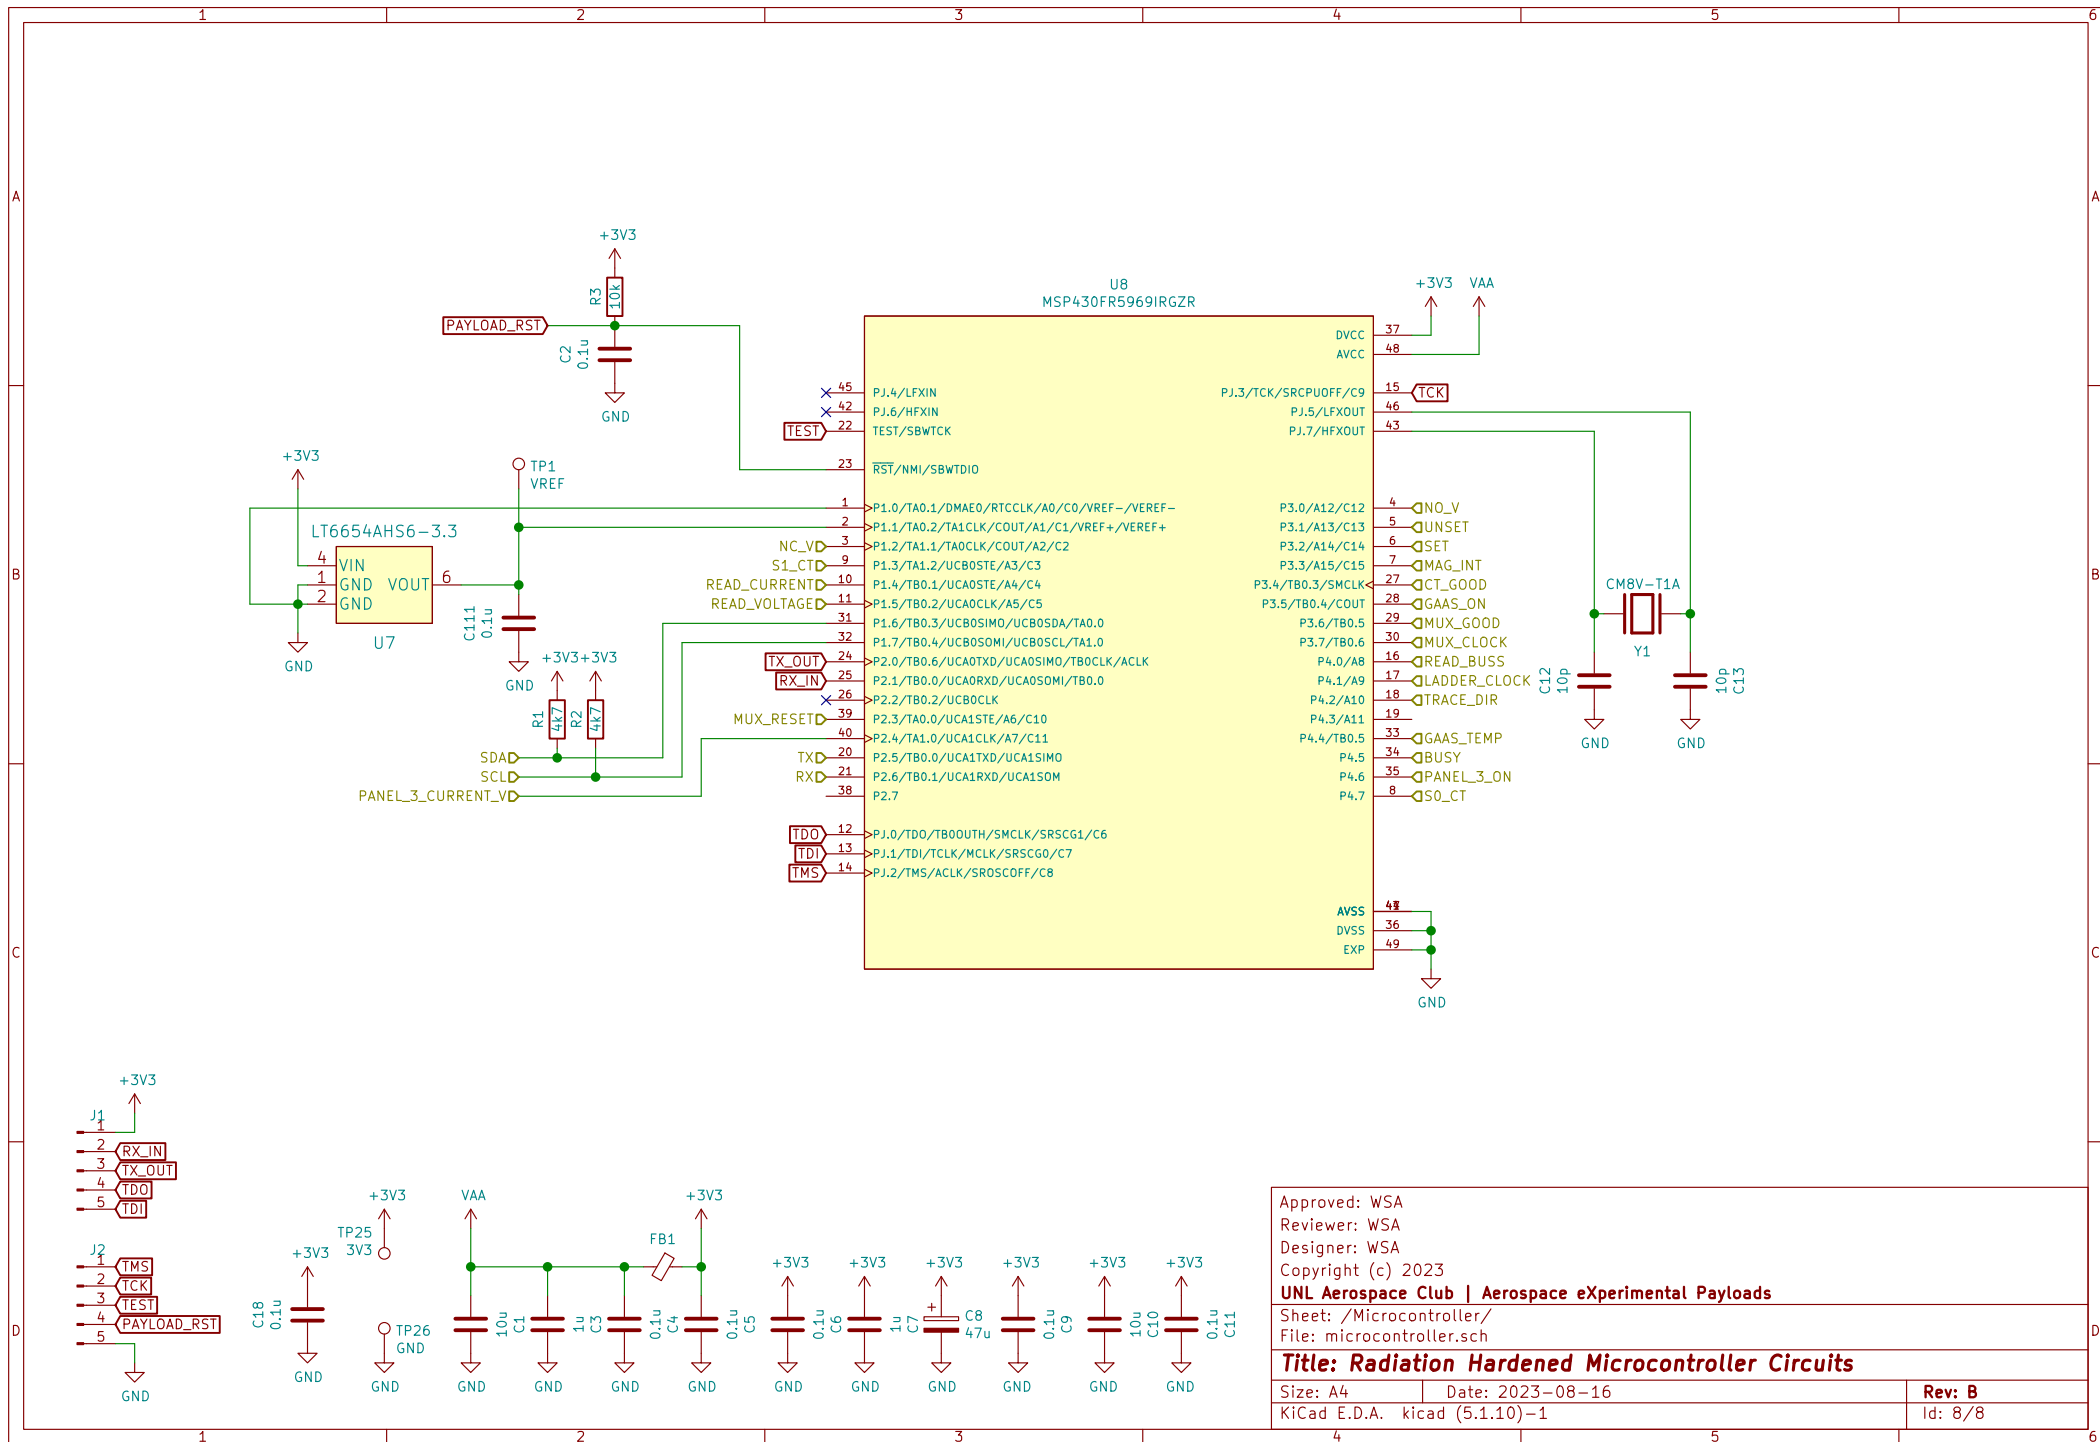 1 2 3 4 5 6
A A
B B
C C
D D
1 2 3 4 5 6
+3V3
R3
10k
PAYLOAD_RST
C2
0.1u
GND
+3V3
LT6654AHS6-3.3
4 VIN
1 GND VOUT 6
2 GND
U7
GND
TP1
VREF
C111
0.1u
GND
+3V3 +3V3
R1
4k7
R2
4k7
SDA
SCL
PANEL_3_CURRENT_V
U8
MSP430FR5969IRGZR
45 PJ.4/LFXIN
42 PJ.6/HFXIN
TEST 22 TEST/SBWTCK
23 RST/NMI/SBWTDIO
1 P1.0/TA0.1/DMAE0/RTCCLK/A0/C0/VREF-/VEREF-
2 P1.1/TA0.2/TA1CLK/COUT/A1/C1/VREF+/VEREF+
NC_V 3 P1.2/TA1.1/TA0CLK/COUT/A2/C2
S1_CT 9 P1.3/TA1.2/UCB0STE/A3/C3
READ_CURRENT 10 P1.4/TB0.1/UCA0STE/A4/C4
READ_VOLTAGE 11 P1.5/TB0.2/UCA0CLK/A5/C5
31 P1.6/TB0.3/UCB0SIMO/UCB0SDA/TA0.0
32 P1.7/TB0.4/UCB0SOMI/UCB0SCL/TA1.0
TX_OUT 24 P2.0/TB0.6/UCA0TXD/UCA0SIMO/TB0CLK/ACLK
RX_IN 25 P2.1/TB0.0/UCA0RXD/UCA0SOMI/TB0.0
26 P2.2/TB0.2/UCB0CLK
MUX_RESET 39 P2.3/TA0.0/UCA1STE/A6/C10
40 P2.4/TA1.0/UCA1CLK/A7/C11
TX 20 P2.5/TB0.0/UCA1TXD/UCA1SIMO
RX 21 P2.6/TB0.1/UCA1RXD/UCA1SOM
38 P2.7
TDO 12 PJ.0/TDO/TB0OUTH/SMCLK/SRSCG1/C6
TDI 13 PJ.1/TDI/TCLK/MCLK/SRSCG0/C7
TMS 14 PJ.2/TMS/ACLK/SROSCOFF/C8
+3V3 VAA
DVCC 37
AVCC 48
PJ.3/TCK/SRCPUOFF/C9 15 TCK
PJ.5/LFXOUT 46
PJ.7/HFXOUT 43
P3.0/A12/C12 4 NO_V
P3.1/A13/C13 5 UNSET
P3.2/A14/C14 6 SET
P3.3/A15/C15 7 MAG_INT
P3.4/TB0.3/SMCLK 27 CT_GOOD
P3.5/TB0.4/COUT 28 GAAS_ON
P3.6/TB0.5 29 MUX_GOOD
P3.7/TB0.6 30 MUX_CLOCK
P4.0/A8 16 READ_BUSS
P4.1/A9 17 LADDER_CLOCK
P4.2/A10 18 TRACE_DIR
P4.3/A11 19
P4.4/TB0.5 33 GAAS_TEMP
P4.5 34 BUSY
P4.6 35 PANEL_3_ON
P4.7 8 S0_CT
AVSS
DVSS 36
EXP 49
GND
CM8V-T1A
Y1
C12
10p
10p
C13
GND GND
+3V3
J1
1
2 RX_IN
3 TX_OUT
4 TDO
5 TDI
J2
1 TMS
2 TCK
3 TEST
4 PAYLOAD_RST
5
GND
+3V3
C18
0.1u
GND
+3V3
TP25
3V3
TP26
GND
GND
VAA
FB1
+3V3
10u C1
1u C3
0.1u C4
0.1u C5
GND GND GND GND
+3V3 +3V3 +3V3 +3V3 +3V3 +3V3
0.1u C6
1u C7
+ C8
47u
0.1u C9
10u C10
0.1u C11
GND GND GND GND GND GND
Approved: WSA
Reviewer: WSA
Designer: WSA
Copyright (c) 2023
UNL Aerospace Club | Aerospace eXperimental Payloads
Sheet: /Microcontroller/
File: microcontroller.sch
Title: Radiation Hardened Microcontroller Circuits
Size: A4 Date: 2023-08-16 Rev: B
KiCad E.D.A. kicad (5.1.10)-1 Id: 8/8